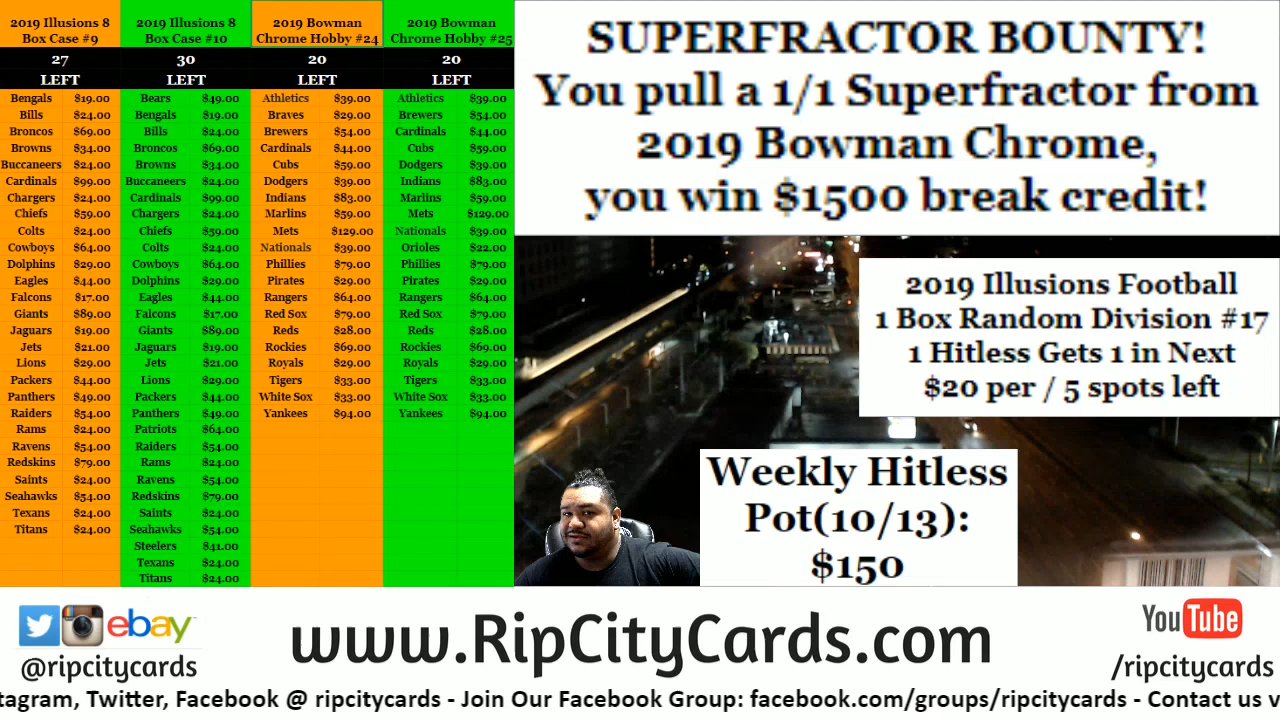 2019 Illusions 8
Box Case #9
27
LEFT
Bengals $19.00
Bills $24.00
Broncos $69.00
Browns $34.00
Buccaneers $24.00
Cardinals $99.00
Chargers $24.00
Chiefs $59.00
Colts $24.00
Cowboys $64.00
Dolphins $29.00
Eagles $44.00
Falcons $17.00
Giants $89.00
Jaguars $19.00
Jets $21.00
Lions $29.00
Packers $44.00
Panthers $49.00
Raiders $54.00
Rams $24.00
Ravens $54.00
Redskins $79.00
Saints $24.00
Seahawks $54.00
Texans $24.00
Titans $24.00
2019 Illusions 8
Box Case #10
30
LEFT
Bears $49.00
Bengals $19.00
Bills $24.00
Broncos $69.00
Browns $34.00
Buccaneers $24.00
Cardinals $99.00
Chargers $24.00
Chiefs $59.00
Colts $24.00
Cowboys $64.00
Dolphins $29.00
Eagles $44.00
Falcons $17.00
Giants $89.00
Jaguars $19.00
Jets $21.00
Lions $29.00
Packers $44.00
Panthers $49.00
Patriots $64.00
Raiders $54.00
Rams $24.00
Ravens $54.00
Redskins $79.00
Saints $24.00
Seahawks $54.00
Steelers $41.00
Texans $24.00
Titans $24.00
2019 Bowman
Chrome Hobby #24
20
LEFT
Athletics $39.00
Braves $29.00
Brewers $54.00
Cardinals $44.00
Cubs $59.00
Dodgers $39.00
Indians $83.00
Marlins $59.00
Mets $129.00
Nationals $39.00
Phillies $79.00
Pirates $29.00
Rangers $64.00
Red Sox $79.00
Reds $28.00
Rockies $69.00
Royals $29.00
Tigers $33.00
White Sox $33.00
Yankees $94.00
2019 Bowman
Chrome Hobby #25
20
LEFT
Athletics $39.00
Brewers $54.00
Cardinals $44.00
Cubs $59.00
Dodgers $39.00
Indians $83.00
Marlins $59.00
Mets $129.00
Nationals $39.00
Orioles $22.00
Phillies $79.00
Pirates $29.00
Rangers $64.00
Red Sox $79.00
Reds $28.00
Rockies $69.00
Royals $29.00
Tigers $33.00
White Sox $33.00
Yankees $94.00
SUPERFRACTOR BOUNTY!
You pull a 1/1 Superfractor from
2019 Bowman Chrome,
you win $1500 break credit!
2019 Illusions Football
1 Box Random Division #17
1 Hitless Gets 1 in Next
$20 per / 5 spots left
Weekly Hitless
Pot(10/13):
$150
ebay
@ripcitycards
www.RipCityCards.com
YouTube
/ripcitycards
tagram, Twitter, Facebook @ ripcitycards - Join Our Facebook Group: facebook.com/groups/ripcitycards - Contact us v